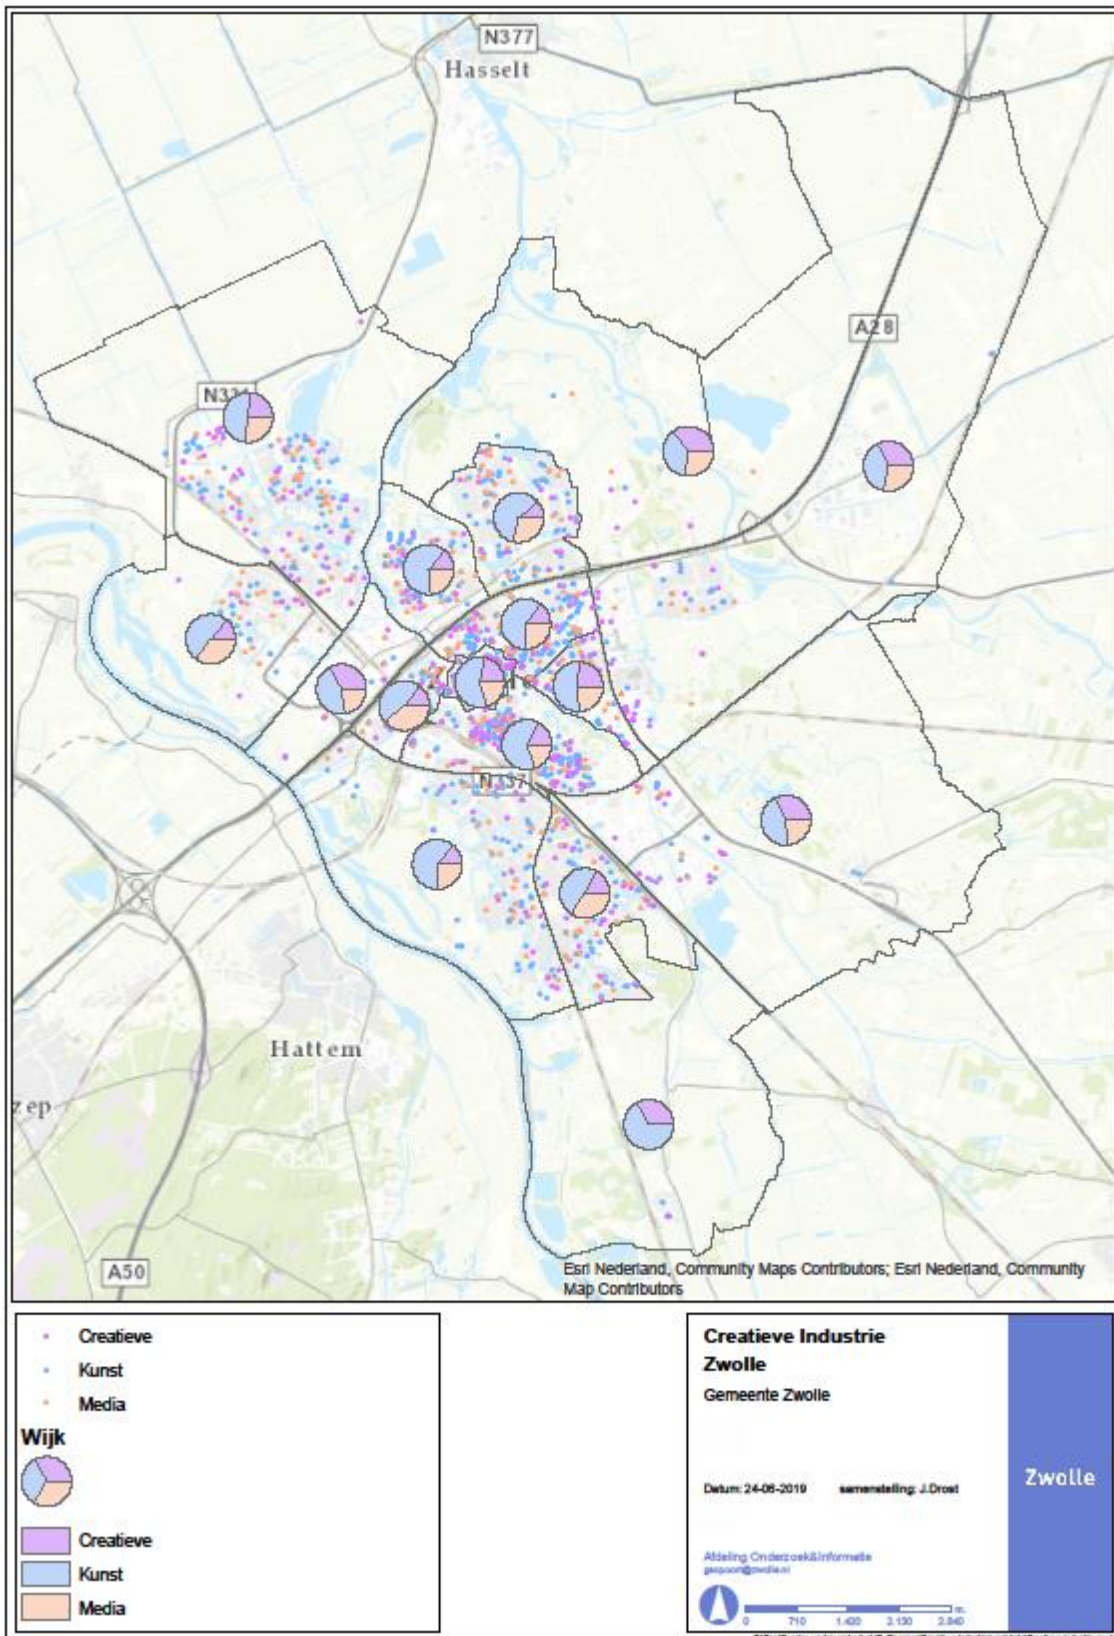 N377
Hasselt
A28
N337
Hattem
zep
A50
Esri Nederland, Community Maps Contributors; Esri Nederland, Community
Map Contributors
Creatieve
Kunst
Media
Wijk
Creatieve
Kunst
Media
Creatieve Industrie
Zwolle
Gemeente Zwolle
Datum: 24-06-2019 samenstelling: J.Drost
Afdeling Onderzoek&Informatie
Zwolle
0 710 1.420 2.130 2.840